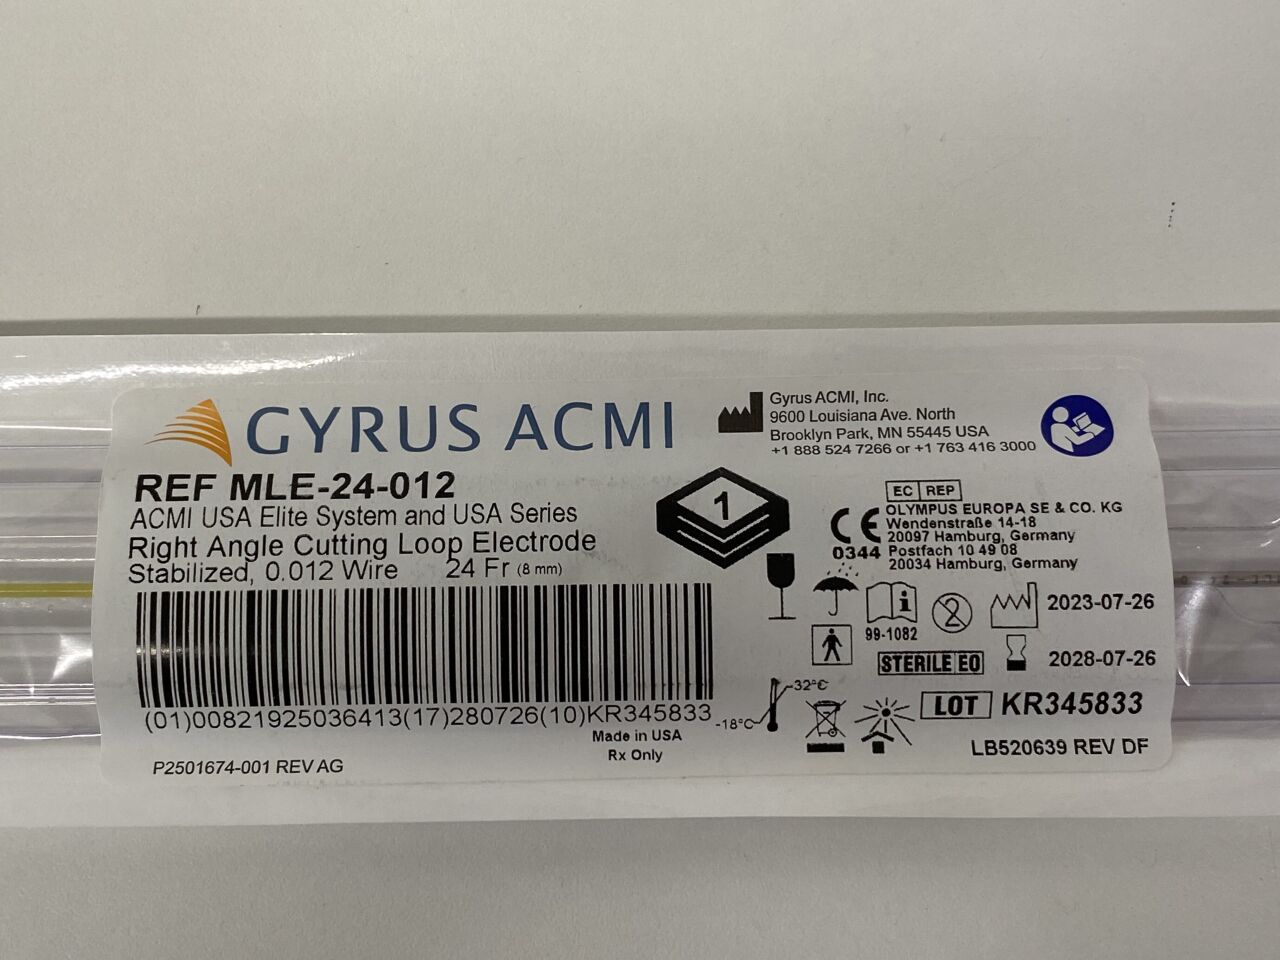 GYRUS ACMI
REF MLE-24-012
ACMI USA Elite System and USA Series
Right Angle Cutting Loop Electrode
Stabilized, 0.012 Wire 24 Fr (8 mm)
(01)00821925036413(17)280726(10)KR345833
Made in USA
Rx Only
P2501674-001 REV AG
Gyrus ACMI, Inc.
9600 Louisiana Ave. North
Brooklyn Park, MN 55445 USA
+1 888 524 7266 or +1 763 416 3000
1
EC REP
OLYMPUS EUROPA SE & CO. KG
Wendenstraße 14-18
20097 Hamburg, Germany
Postfach 10 49 08
20034 Hamburg, Germany
CE
0344
i
99-1082
2
2023-07-26
STERILE EO
2028-07-26
32°C
-18°C
LOT KR345833
LB520639 REV DF